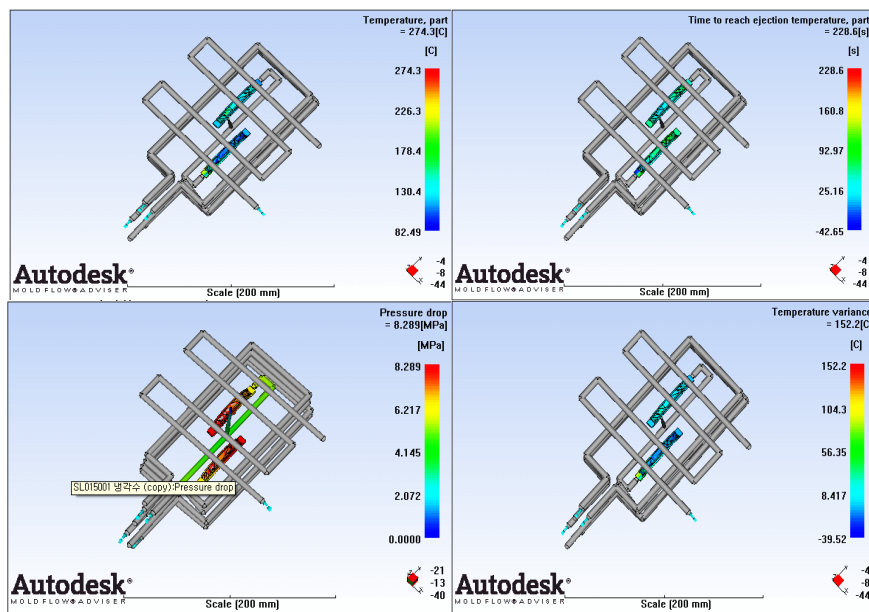 Temperature, part
= 274.3[C]
[C]
274.3
226.3
178.4
130.4
82.49
Autodesk®
MOLDFLOW®ADVISER
Scale (200 mm)
-4
-8
-44
Time to reach ejection temperature, part
= 228.6[s]
[s]
228.6
160.8
92.97
25.16
-42.65
Autodesk®
MOLDFLOW®ADVISER
Scale (200 mm)
-4
-8
-44
Pressure drop
= 8.289[MPa]
[MPa]
8.289
6.217
4.145
2.072
0.0000
SL015001 냉각수 (copy):Pressure drop
Autodesk®
MOLDFLOW®ADVISER
Scale (200 mm)
-21
-13
-40
Temperature variance
= 152.2[C
[C]
152.2
104.3
56.35
8.417
-39.52
Autodesk®
MOLDFLOW®ADVISER
Scale (200 mm)
-4
-8
-44